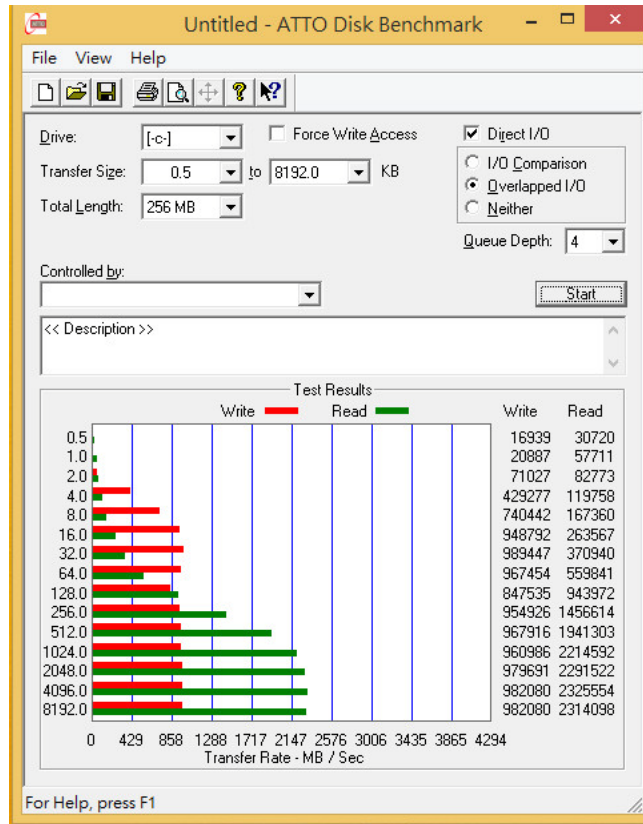 Untitled - ATTO Disk Benchmark
File View Help
Drive: [-c-] Force Write Access Direct I/O
Transfer Size: 0.5 to 8192.0 KB I/O Comparison
Overlapped I/O
Total Length: 256 MB Neither
Queue Depth: 4
Controlled by:
Start
<< Description >>
Test Results
Write Read Write Read
0.5 16939 30720
1.0 20887 57711
2.0 71027 82773
4.0 429277 119758
8.0 740442 167360
16.0 948792 263567
32.0 989447 370940
64.0 967454 559841
128.0 847535 943972
256.0 954926 1456614
512.0 967916 1941303
1024.0 960986 2214592
2048.0 979691 2291522
4096.0 982080 2325554
8192.0 982080 2314098
0 429 858 1288 1717 2147 2576 3006 3435 3865 4294
Transfer Rate - MB / Sec
For Help, press F1